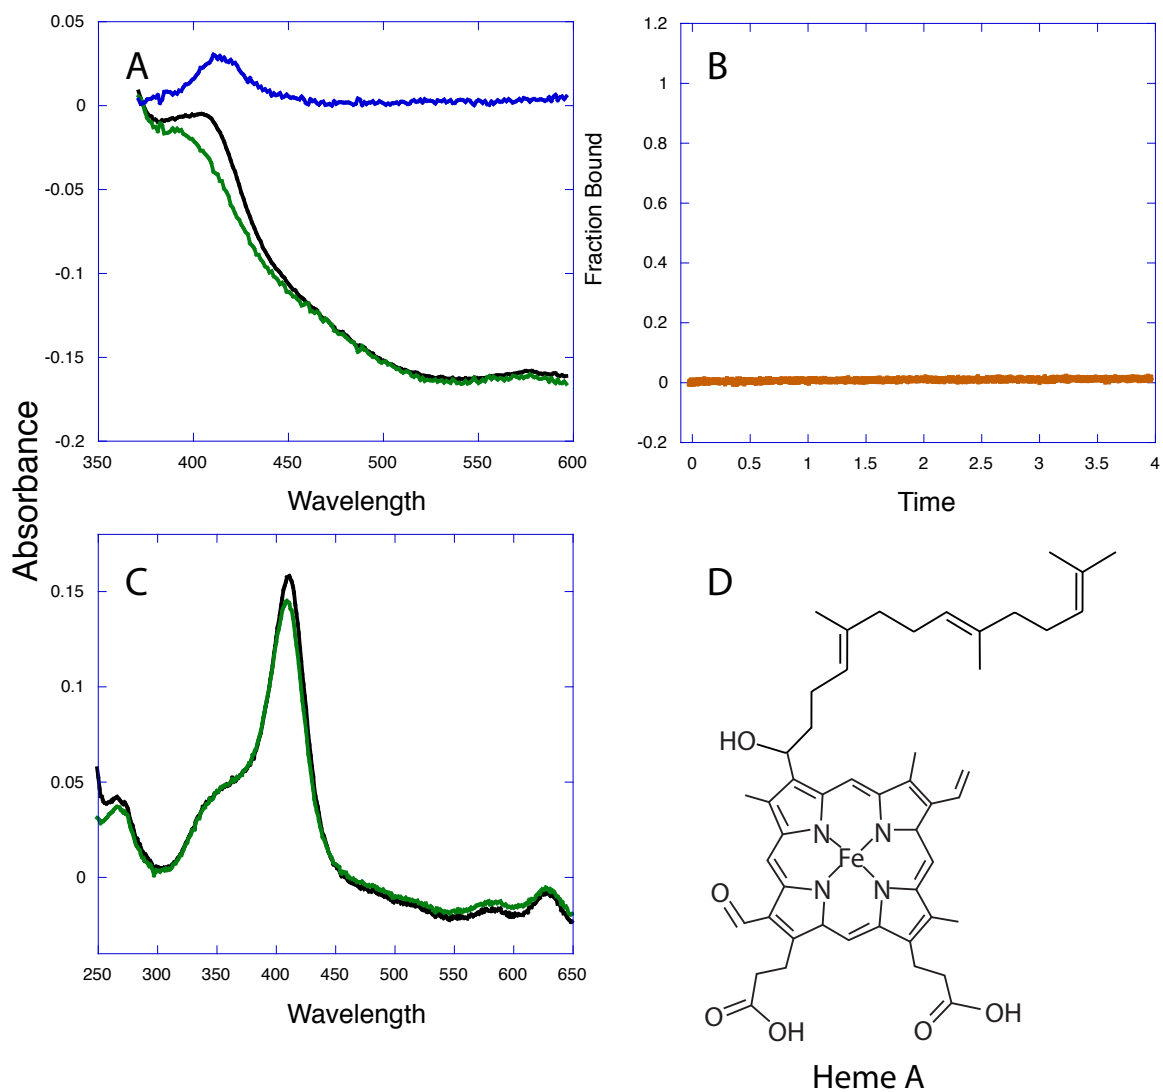 A
0.05
0
-0.05
-0.1
-0.15
-0.2
350
400
450
500
550
600
Wavelength
Absorbance
B
1.2
1
0.8
0.6
0.4
0.2
0
-0.2
Fraction Bound
0
0.5
1
1.5
2
2.5
3
3.5
4
Time
C
0.15
0.1
0.05
0
250
300
350
400
450
500
550
600
650
Wavelength
D
HO
N
N
Fe
N
N
O
O
OH
O
OH
Heme A